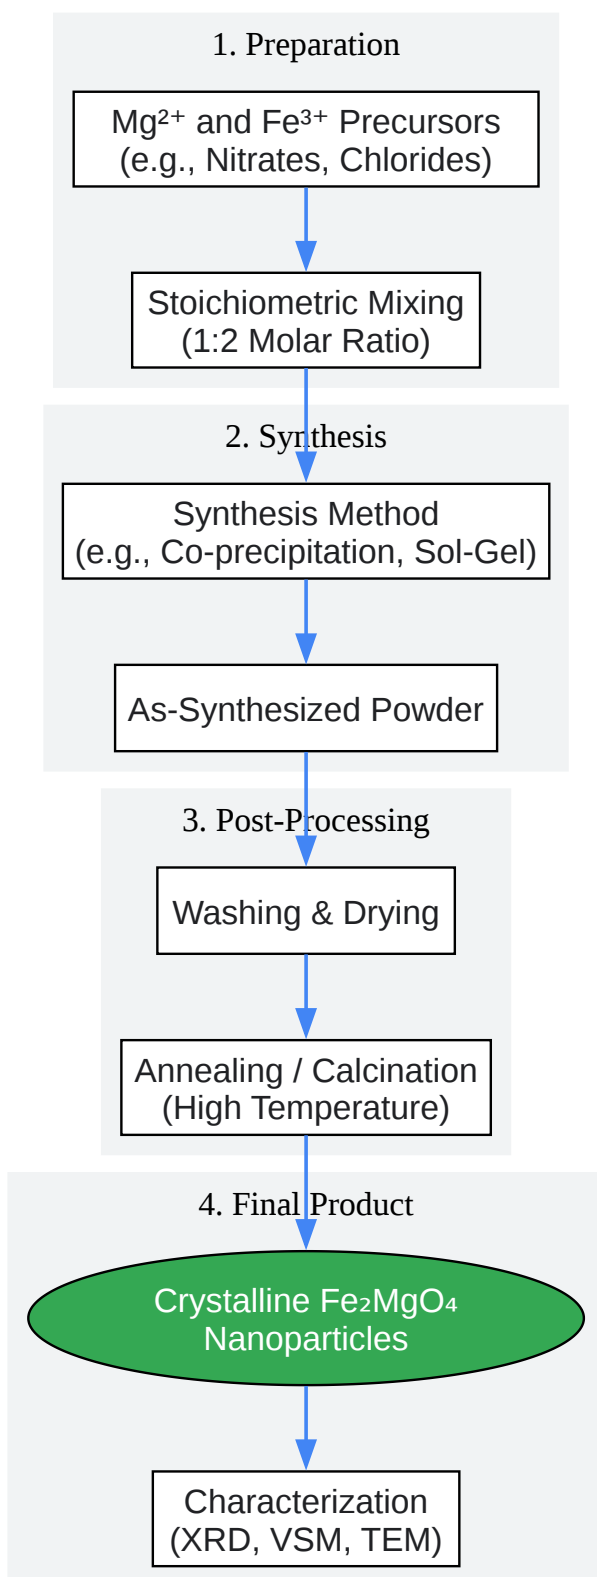 1. Preparation
Mg²⁺ and Fe³⁺ Precursors
(e.g., Nitrates, Chlorides)
Stoichiometric Mixing
(1:2 Molar Ratio)
2. Synthesis
Synthesis Method
(e.g., Co-precipitation, Sol-Gel)
As-Synthesized Powder
3. Post-Processing
Washing & Drying
Annealing / Calcination
(High Temperature)
4. Final Product
Crystalline Fe₂MgO₄
Nanoparticles
Characterization
(XRD, VSM, TEM)